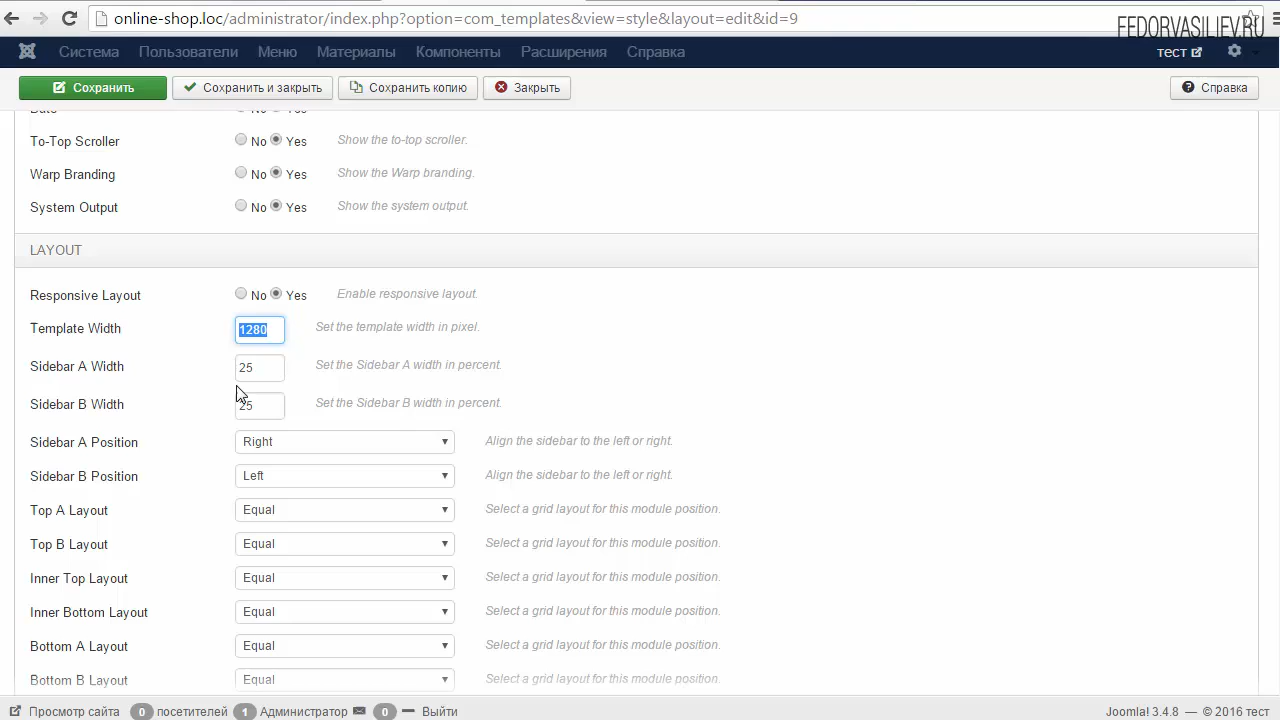 online-shop.loc/administrator/index.php?option=com_templates&view=style&layout=edit&id=9
FEDORVASILIEV.RU
Система Пользователи Меню Материалы Компоненты Расширения Справка тест
Сохранить Сохранить и закрыть Сохранить копию Закрыть Справка
To-Top Scroller No Yes Show the to-top scroller.
Warp Branding No Yes Show the Warp branding.
System Output No Yes Show the system output.
LAYOUT
Responsive Layout No Yes Enable responsive layout.
Template Width 1280 Set the template width in pixel.
Sidebar A Width 25 Set the Sidebar A width in percent.
Sidebar B Width 25 Set the Sidebar B width in percent.
Sidebar A Position Right Align the sidebar to the left or right.
Sidebar B Position Left Align the sidebar to the left or right.
Top A Layout Equal Select a grid layout for this module position.
Top B Layout Equal Select a grid layout for this module position.
Inner Top Layout Equal Select a grid layout for this module position.
Inner Bottom Layout Equal Select a grid layout for this module position.
Bottom A Layout Equal Select a grid layout for this module position.
Bottom B Layout Equal Select a grid layout for this module position.
Просмотр сайта 0 посетителей 1 Администратор 0 Выйти Joomla! 3.4.8 — © 2016 тест